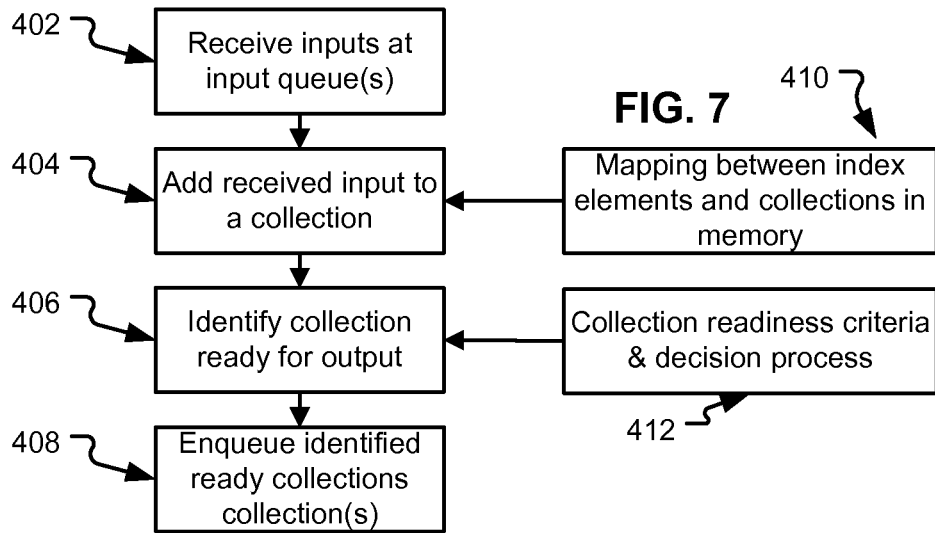 402
Receive inputs at
input queue(s)
FIG. 7
410
404
Add received input to
a collection
Mapping between index
elements and collections in
memory
406
Identify collection
ready for output
Collection readiness criteria
& decision process
412
408
Enqueue identified
ready collections
collection(s)